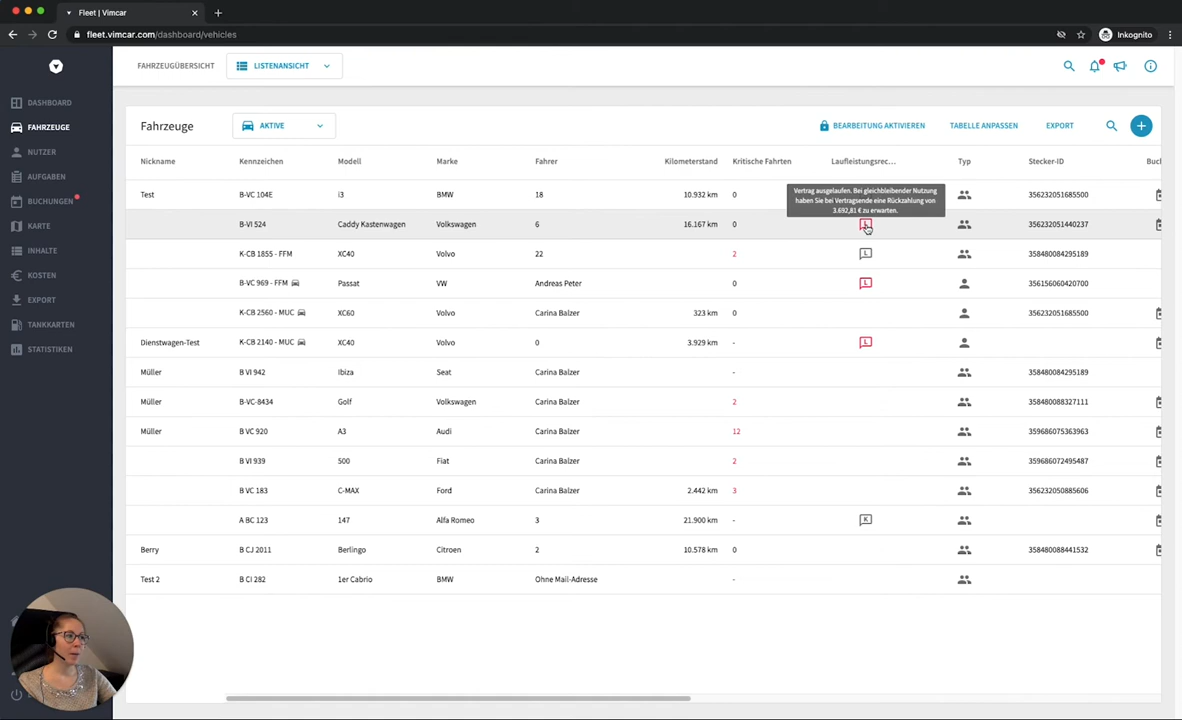 Fleet | Vimcar
fleet.vimcar.com/dashboard/vehicles
Inkognito
FAHRZEUGÜBERSICHT
LISTENANSICHT
DASHBOARD
FAHRZEUGE
NUTZER
AUFGABEN
BUCHUNGEN
KARTE
INHALTE
KOSTEN
EXPORT
TANKKARTEN
STATISTIKEN
Fahrzeuge
AKTIVE
BEARBEITUNG AKTIVIEREN
TABELLE ANPASSEN
EXPORT
Nickname Kennzeichen Modell Marke Fahrer Kilometerstand Kritische Fahrten Laufleistungsrec... Typ Stecker-ID Buc
Vertrag ausgelaufen. Bei gleichbleibender Nutzung
haben Sie bei Vertragsende eine Rückzahlung von
3.692,81 € zu erwarten.
Test B-VC 104E i3 BMW 18 10.932 km 0 356232051685500
B-VI 524 Caddy Kastenwagen Volkswagen 6 16.167 km 0 L 356232051440237
K-CB 1855 - FFM XC40 Volvo 22 2 L 358480084295189
B-VC 969 - FFM Passat VW Andreas Peter 0 L 356156060420700
K-CB 2560 - MUC XC60 Volvo Carina Balzer 323 km 0 356232051685500
Dienstwagen-Test K-CB 2140 - MUC XC40 Volvo 0 3.929 km - L
Müller B VI 942 Ibiza Seat Carina Balzer - 358480084295189
Müller B-VC-8434 Golf Volkswagen Carina Balzer 2 358480088327111
Müller B VC 920 A3 Audi Carina Balzer 12 359686075363963
B VI 939 500 Fiat Carina Balzer 2 359686072495487
B VC 183 C-MAX Ford Carina Balzer 2.442 km 3 356232050885606
A BC 123 147 Alfa Romeo 3 21.900 km - K
Berry B CJ 2011 Berlingo Citroen 2 10.578 km 0 358480088441532
Test 2 B CI 282 1er Cabrio BMW Ohne Mail-Adresse -